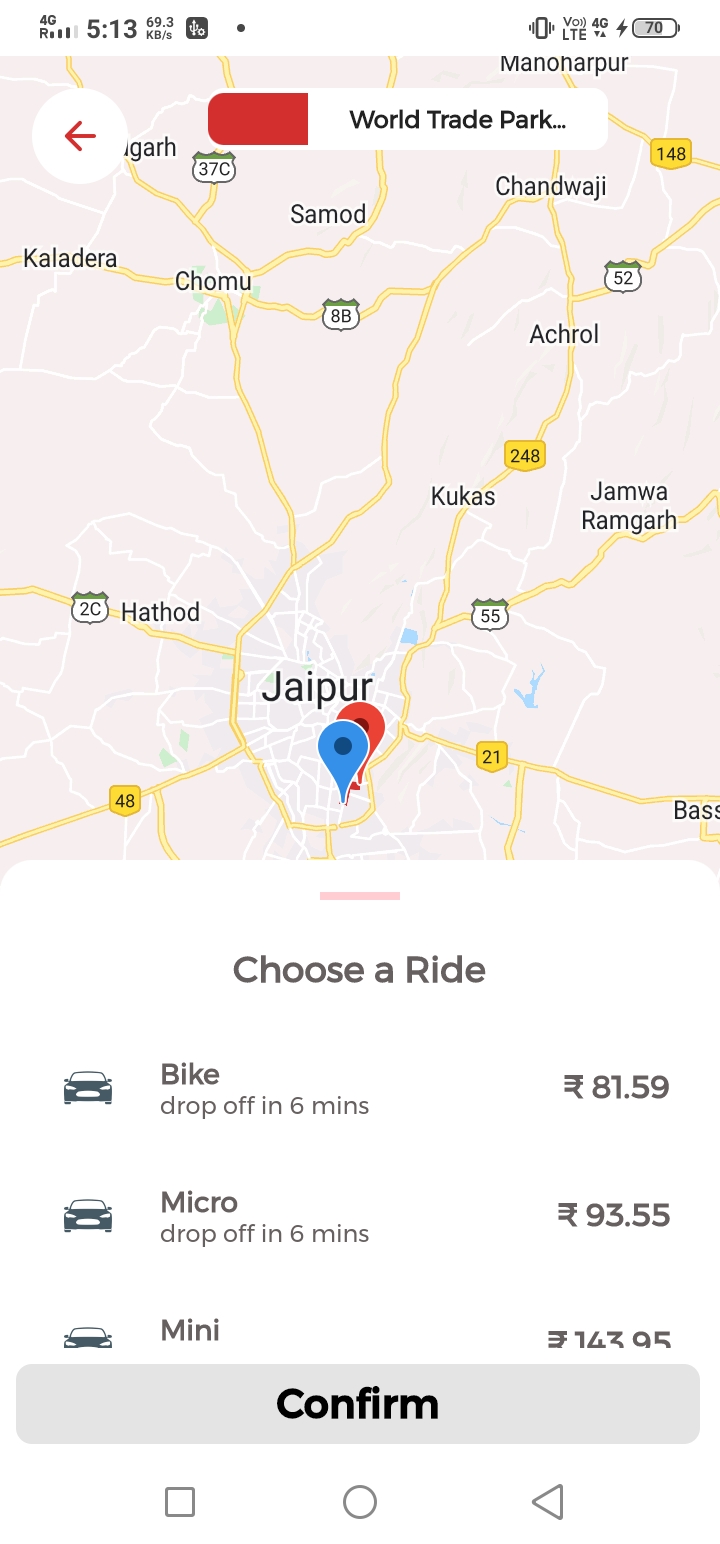 4G
R
5:13
69.3
KB/s
Vo))
LTE
4G
70
Manoharpur
World Trade Park...
148
37C
Chandwaji
Samod
Kaladera
52
Chomu
8B
Achrol
248
Kukas
Jamwa
Ramgarh
2C
Hathod
55
Jaipur
21
48
Choose a Ride
Bike
₹ 81.59
drop off in 6 mins
Micro
₹ 93.55
drop off in 6 mins
Mini
₹ 143.95
Confirm